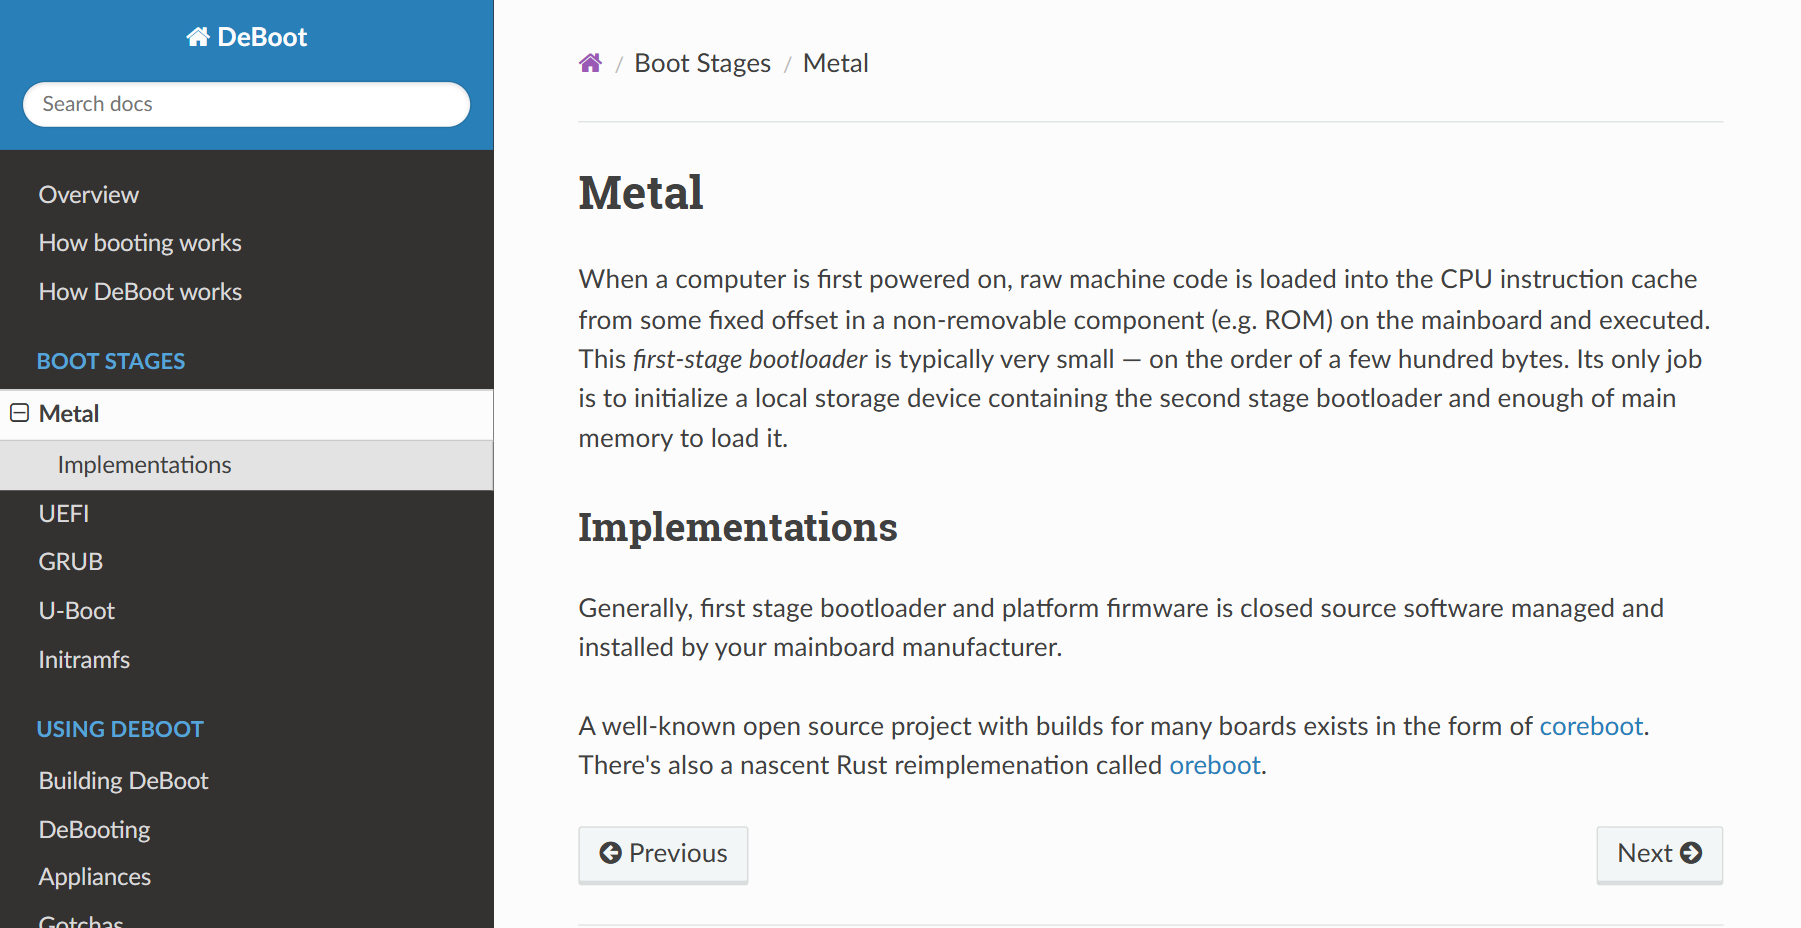 DeBoot
Search docs
Overview
How booting works
How DeBoot works
BOOT STAGES
Metal
Implementations
UEFI
GRUB
U-Boot
Initramfs
USING DEBOOT
Building DeBoot
DeBooting
Appliances
Gotchas
/ Boot Stages / Metal
Metal
When a computer is first powered on, raw machine code is loaded into the CPU instruction cache
from some fixed offset in a non-removable component (e.g. ROM) on the mainboard and executed.
This first-stage bootloader is typically very small — on the order of a few hundred bytes. Its only job
is to initialize a local storage device containing the second stage bootloader and enough of main
memory to load it.
Implementations
Generally, first stage bootloader and platform firmware is closed source software managed and
installed by your mainboard manufacturer.
A well-known open source project with builds for many boards exists in the form of coreboot.
There's also a nascent Rust reimplemenation called oreboot.
Previous
Next